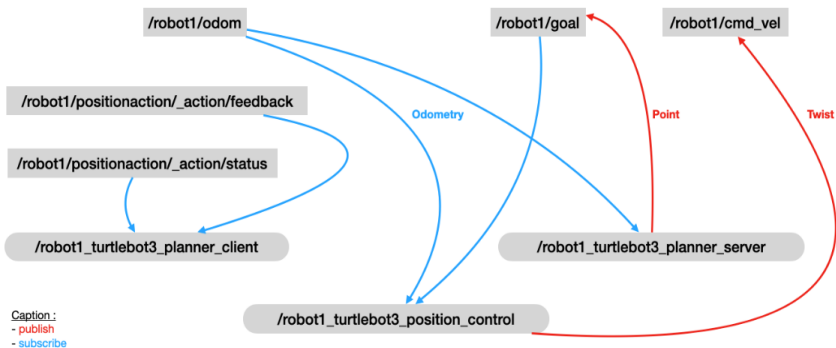 /robot1/odom
/robot1/goal
/robot1/cmd_vel
/robot1/positionaction/_action/feedback
Odometry
Point
Twist
/robot1/positionaction/_action/status
/robot1_turtlebot3_planner_client
/robot1_turtlebot3_planner_server
/robot1_turtlebot3_position_control
Caption :
- publish
- subscribe